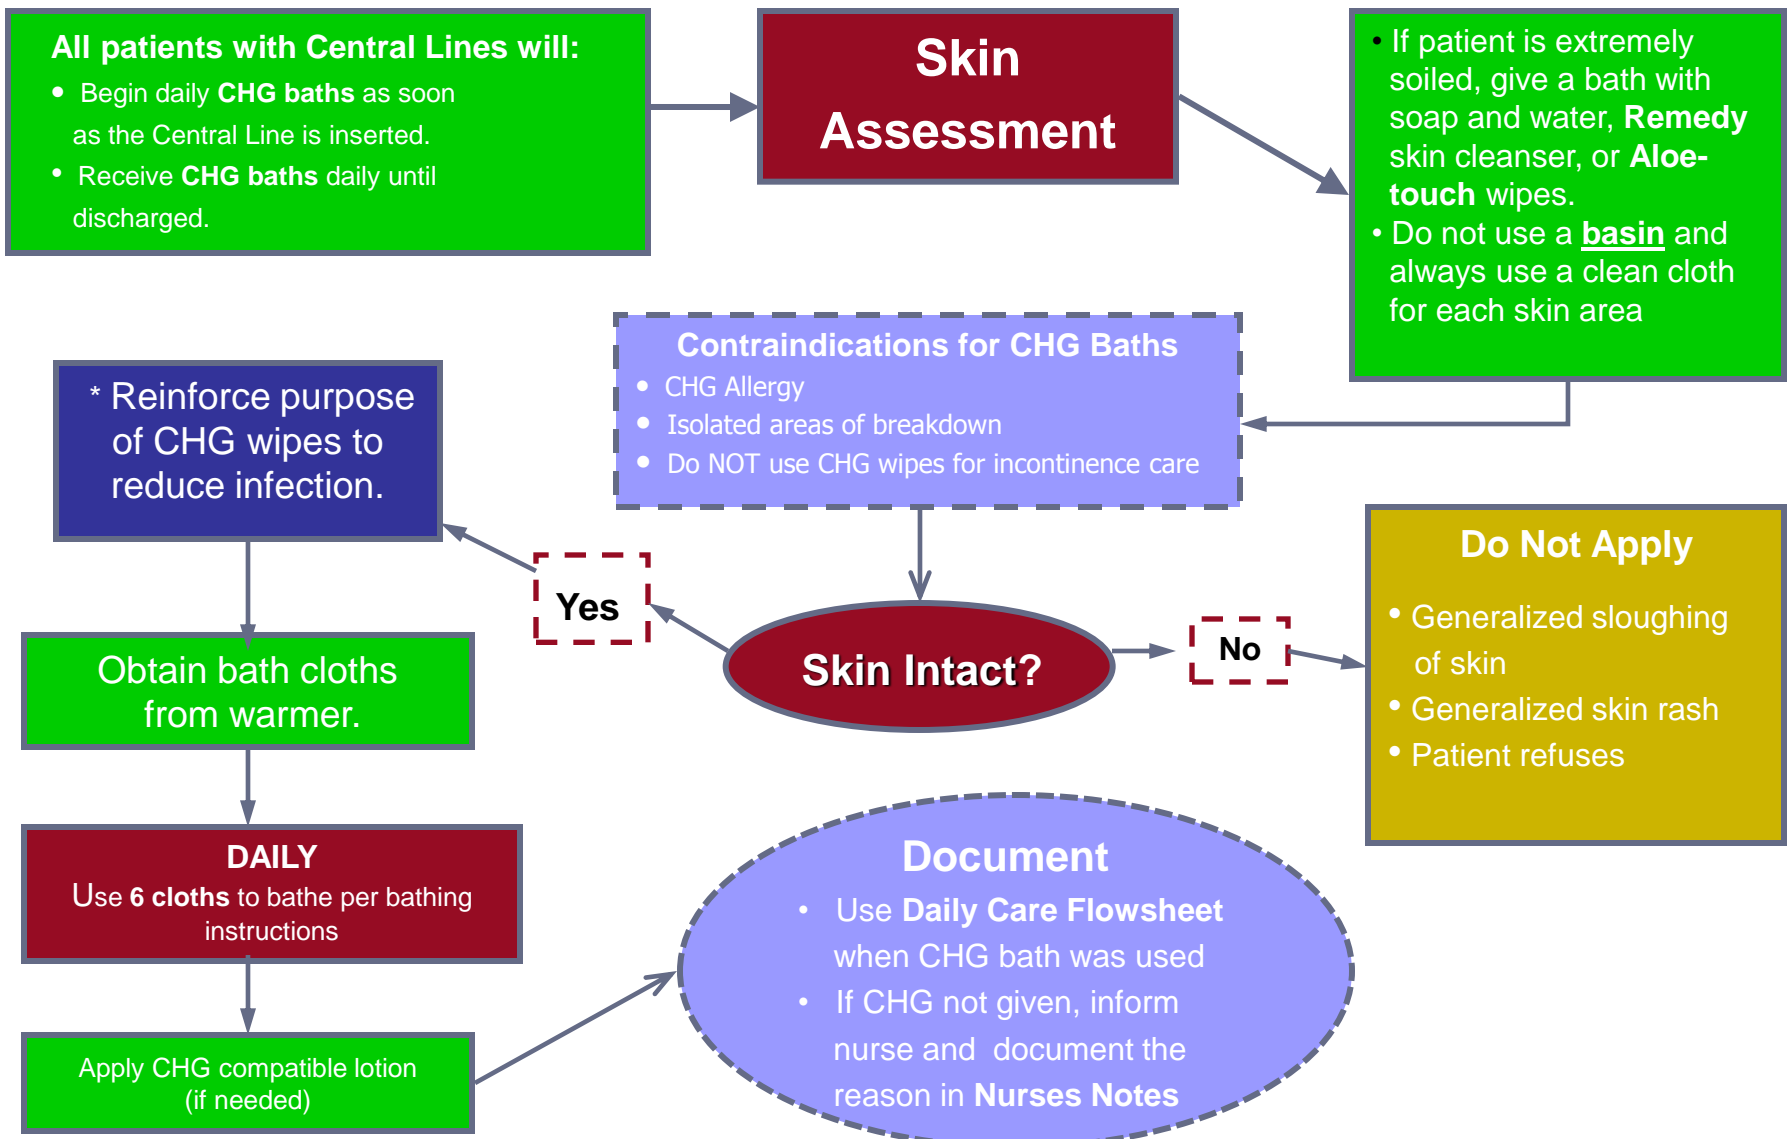 All patients with Central Lines will:
• Begin daily CHG baths as soon
as the Central Line is inserted.
• Receive CHG baths daily until
discharged.
Skin
Assessment
• If patient is extremely
soiled, give a bath with
soap and water, Remedy
skin cleanser, or Aloe-
touch wipes.
• Do not use a basin and
always use a clean cloth
for each skin area
Contraindications for CHG Baths
• CHG Allergy
• Isolated areas of breakdown
• Do NOT use CHG wipes for incontinence care
* Reinforce purpose
of CHG wipes to
reduce infection.
Yes
Skin Intact?
No
Do Not Apply
• Generalized sloughing
of skin
• Generalized skin rash
• Patient refuses
Obtain bath cloths
from warmer.
DAILY
Use 6 cloths to bathe per bathing
instructions
Apply CHG compatible lotion
(if needed)
Document
• Use Daily Care Flowsheet
when CHG bath was used
• If CHG not given, inform
nurse and document the
reason in Nurses Notes